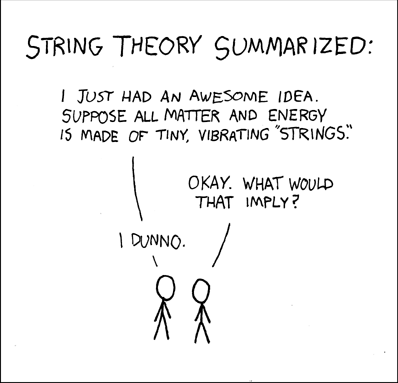 STRING THEORY SUMMARIZED:
I JUST HAD AN AWESOME IDEA.
SUPPOSE ALL MATTER AND ENERGY
IS MADE OF TINY, VIBRATING "STRINGS."
OKAY. WHAT WOULD
THAT IMPLY?
I DUNNO.